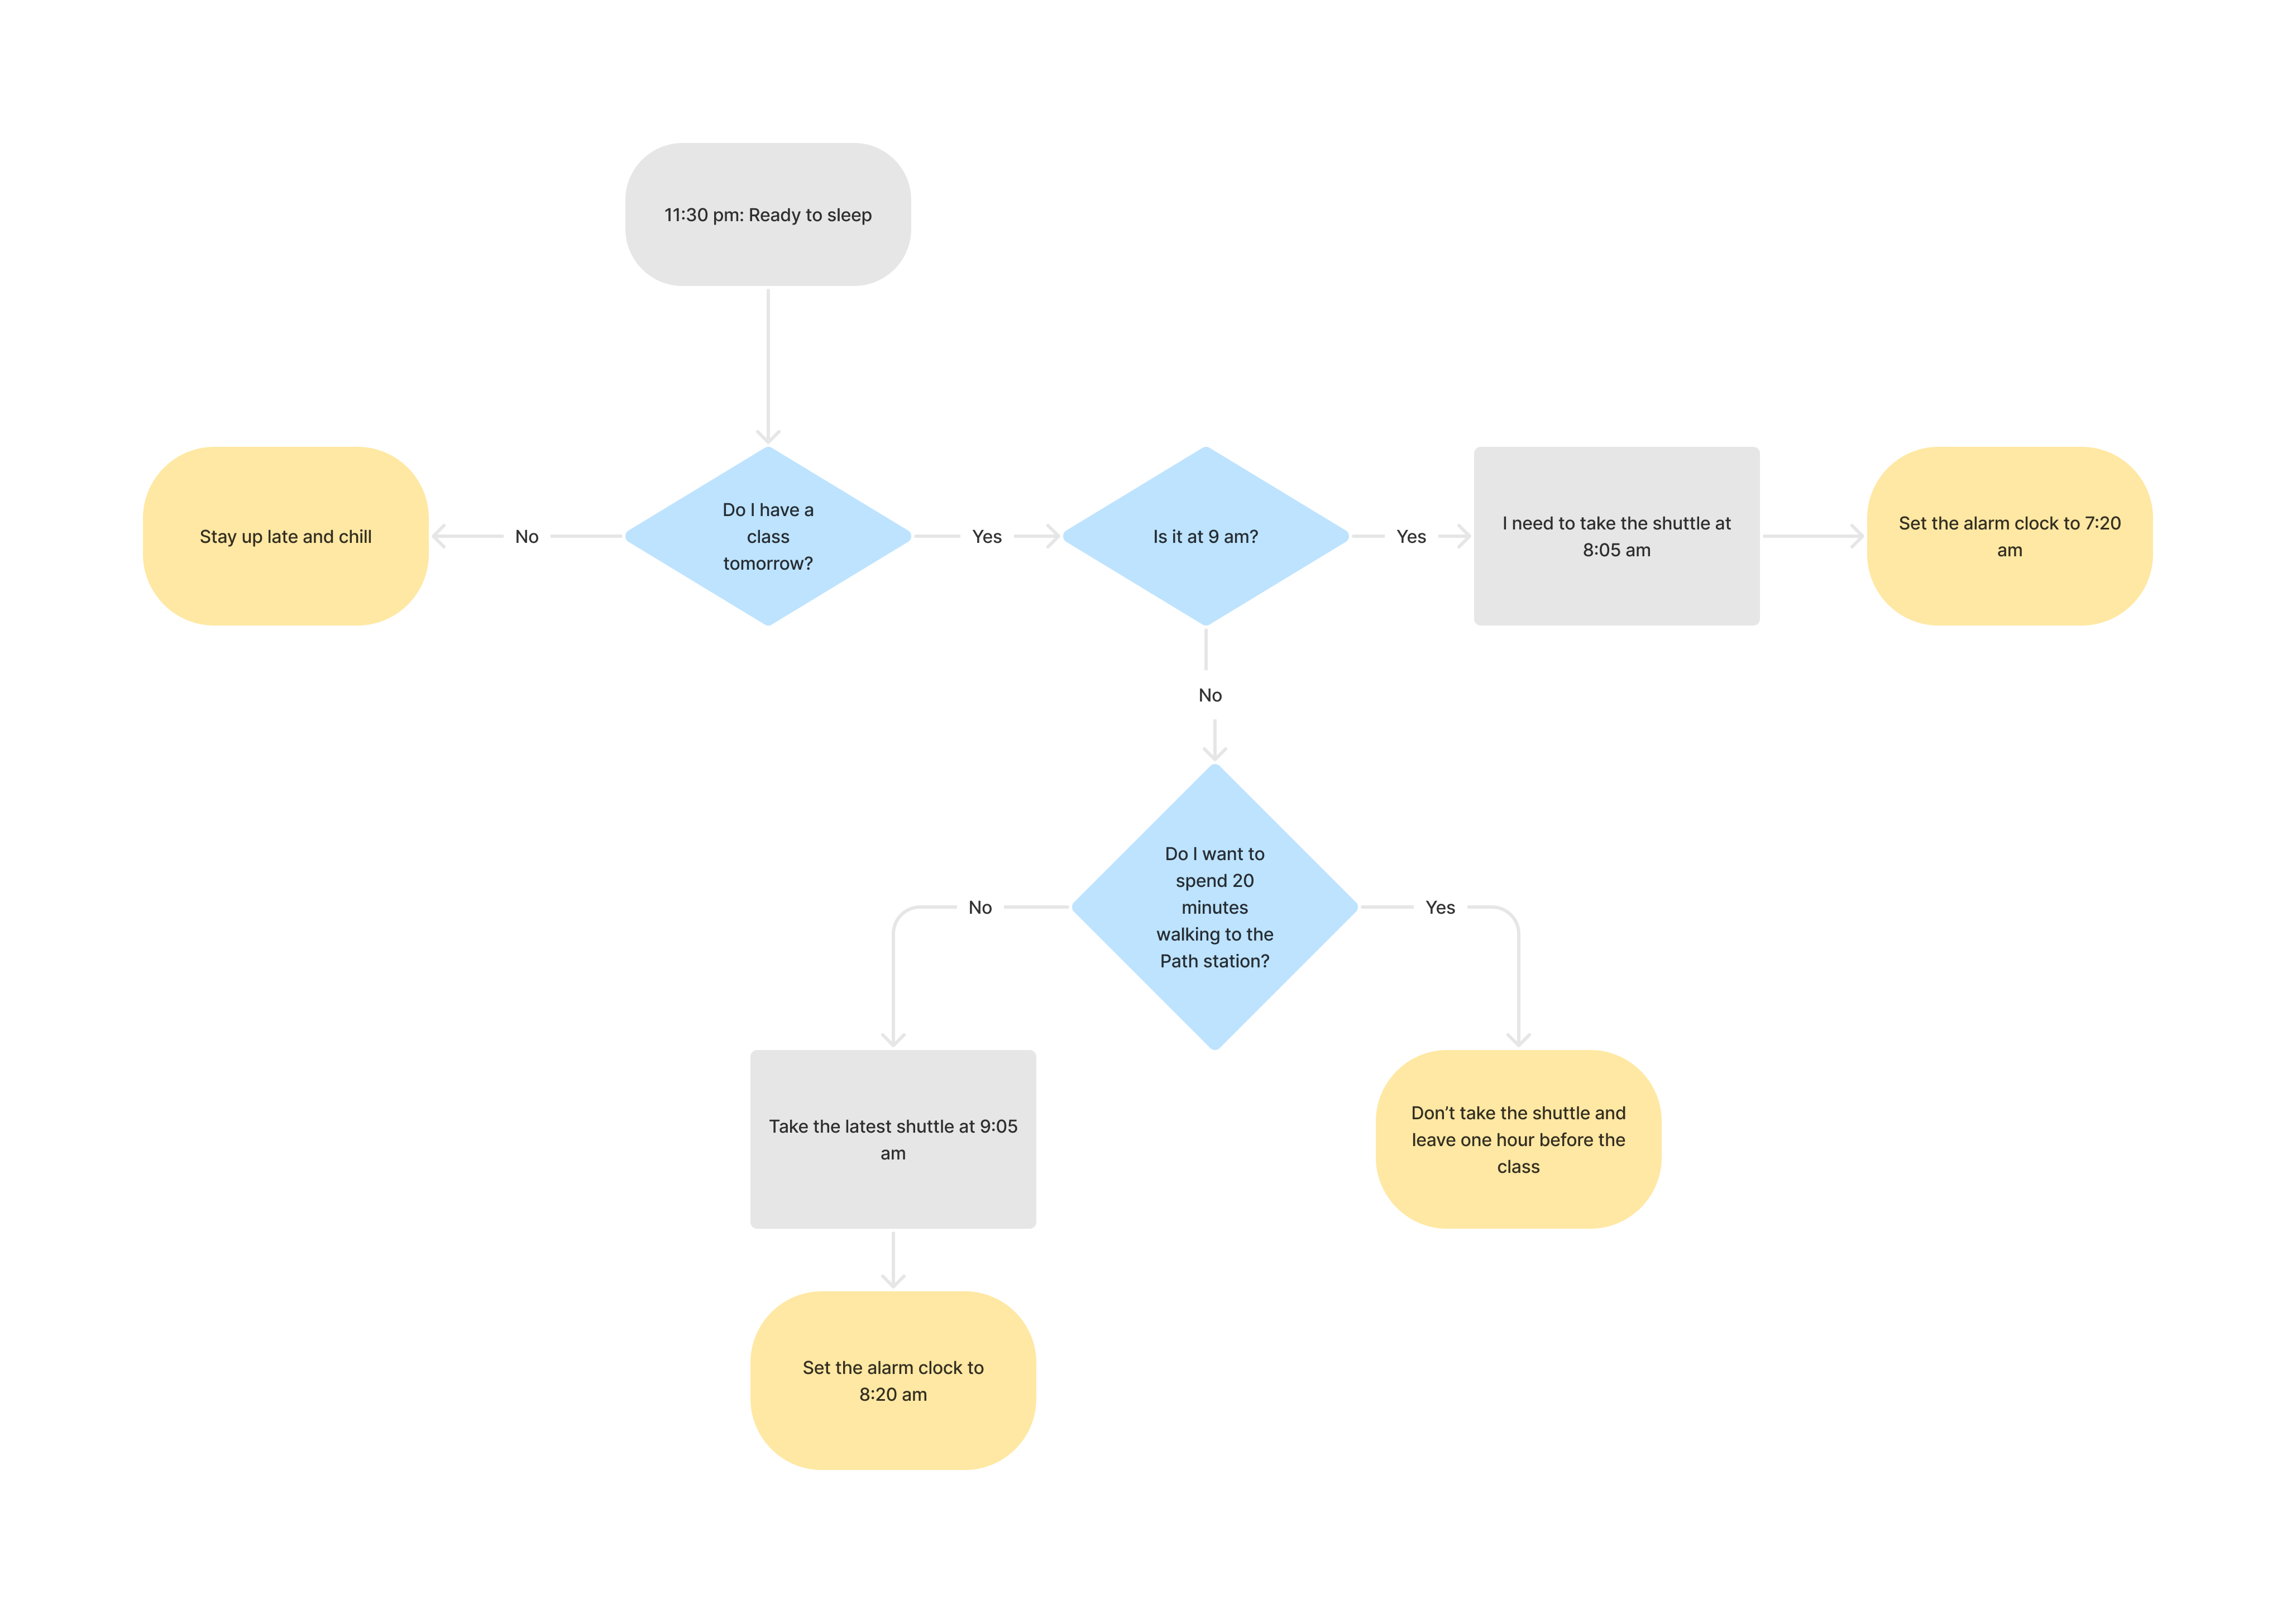 11:30 pm: Ready to sleep
Stay up late and chill
No
Do I have a
class
tomorrow?
Yes
Is it at 9 am?
Yes
I need to take the shuttle at
8:05 am
Set the alarm clock to 7:20
am
No
Do I want to
spend 20
minutes
walking to the
Path station?
No
Yes
Take the latest shuttle at 9:05
am
Don’t take the shuttle and
leave one hour before the
class
Set the alarm clock to
8:20 am